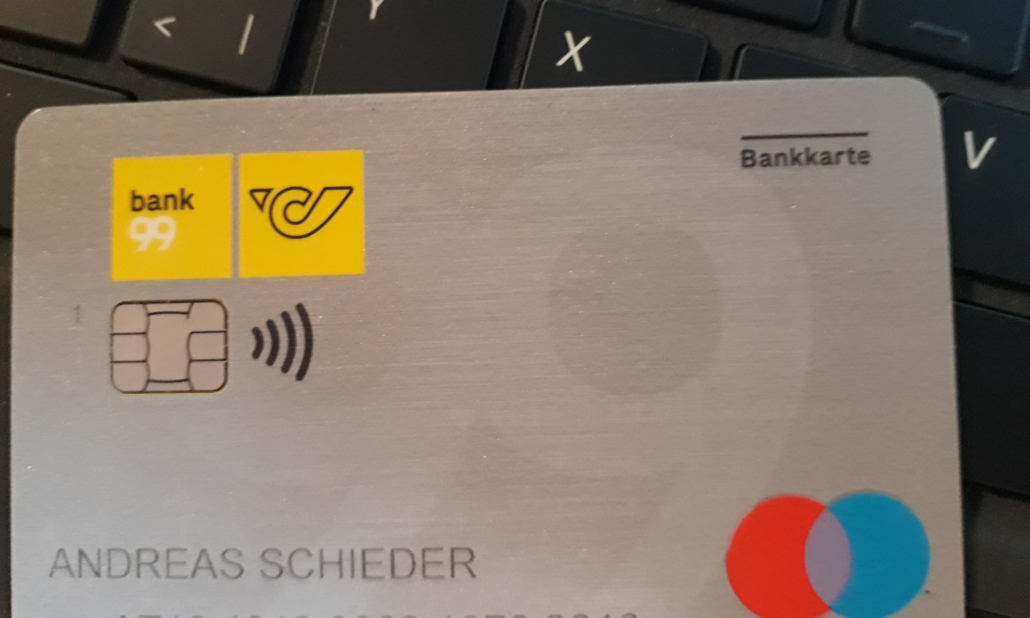 < |
Y
X
V
Bankkarte
bank
99
1
ANDREAS SCHIEDER